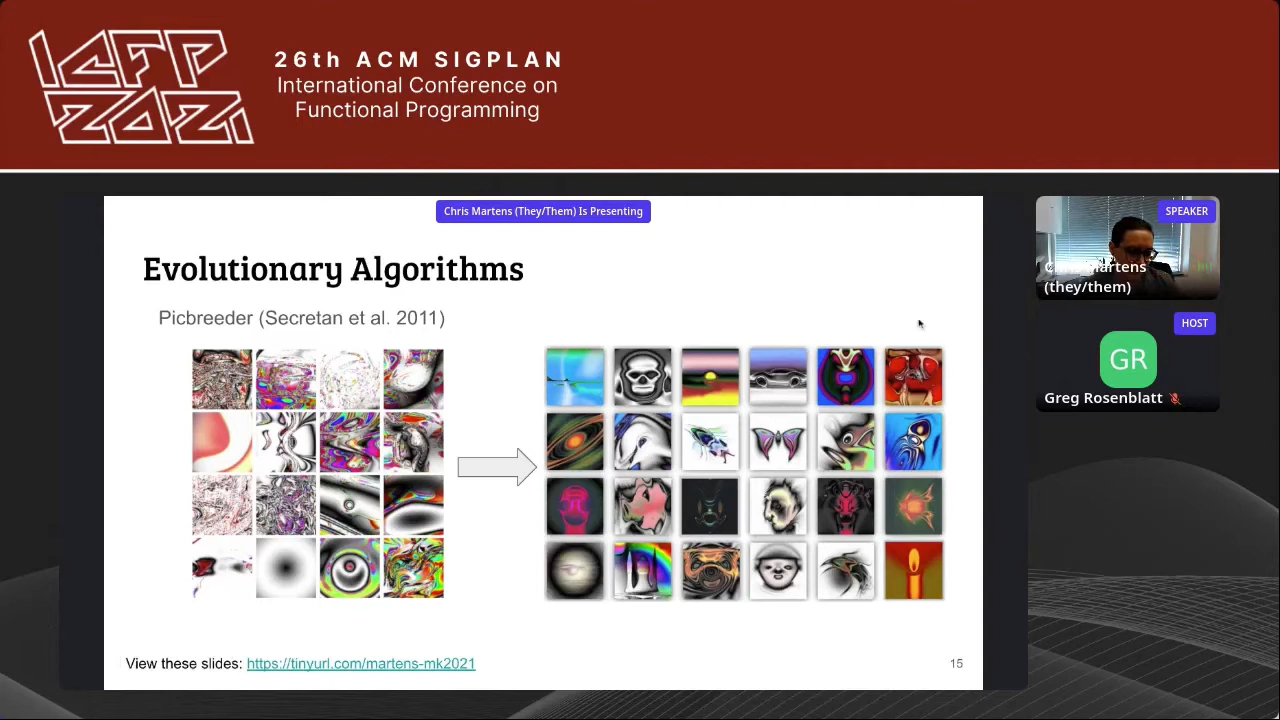 ICFP
2021
26th ACM SIGPLAN
International Conference on
Functional Programming
Chris Martens (They/Them) Is Presenting
Evolutionary Algorithms
Picbreeder (Secretan et al. 2011)
View these slides: https://tinyurl.com/martens-mk2021
15
SPEAKER
Martens
(they/them)
HOST
GR
Greg Rosenblatt